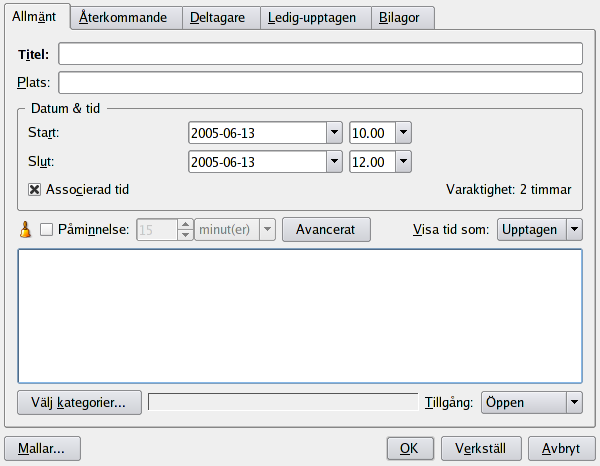 Allmänt Återkommande Deltagare Ledig-upptagen Bilagor
Titel:
Plats:
Datum & tid
Start: 2005-06-13 10.00
Slut: 2005-06-13 12.00
Associerad tid Varaktighet: 2 timmar
Påminnelse: 15 minut(er) Avancerat Visa tid som: Upptagen
Välj kategorier... Tillgång: Öppen
Mallar... OK Verkställ Avbryt